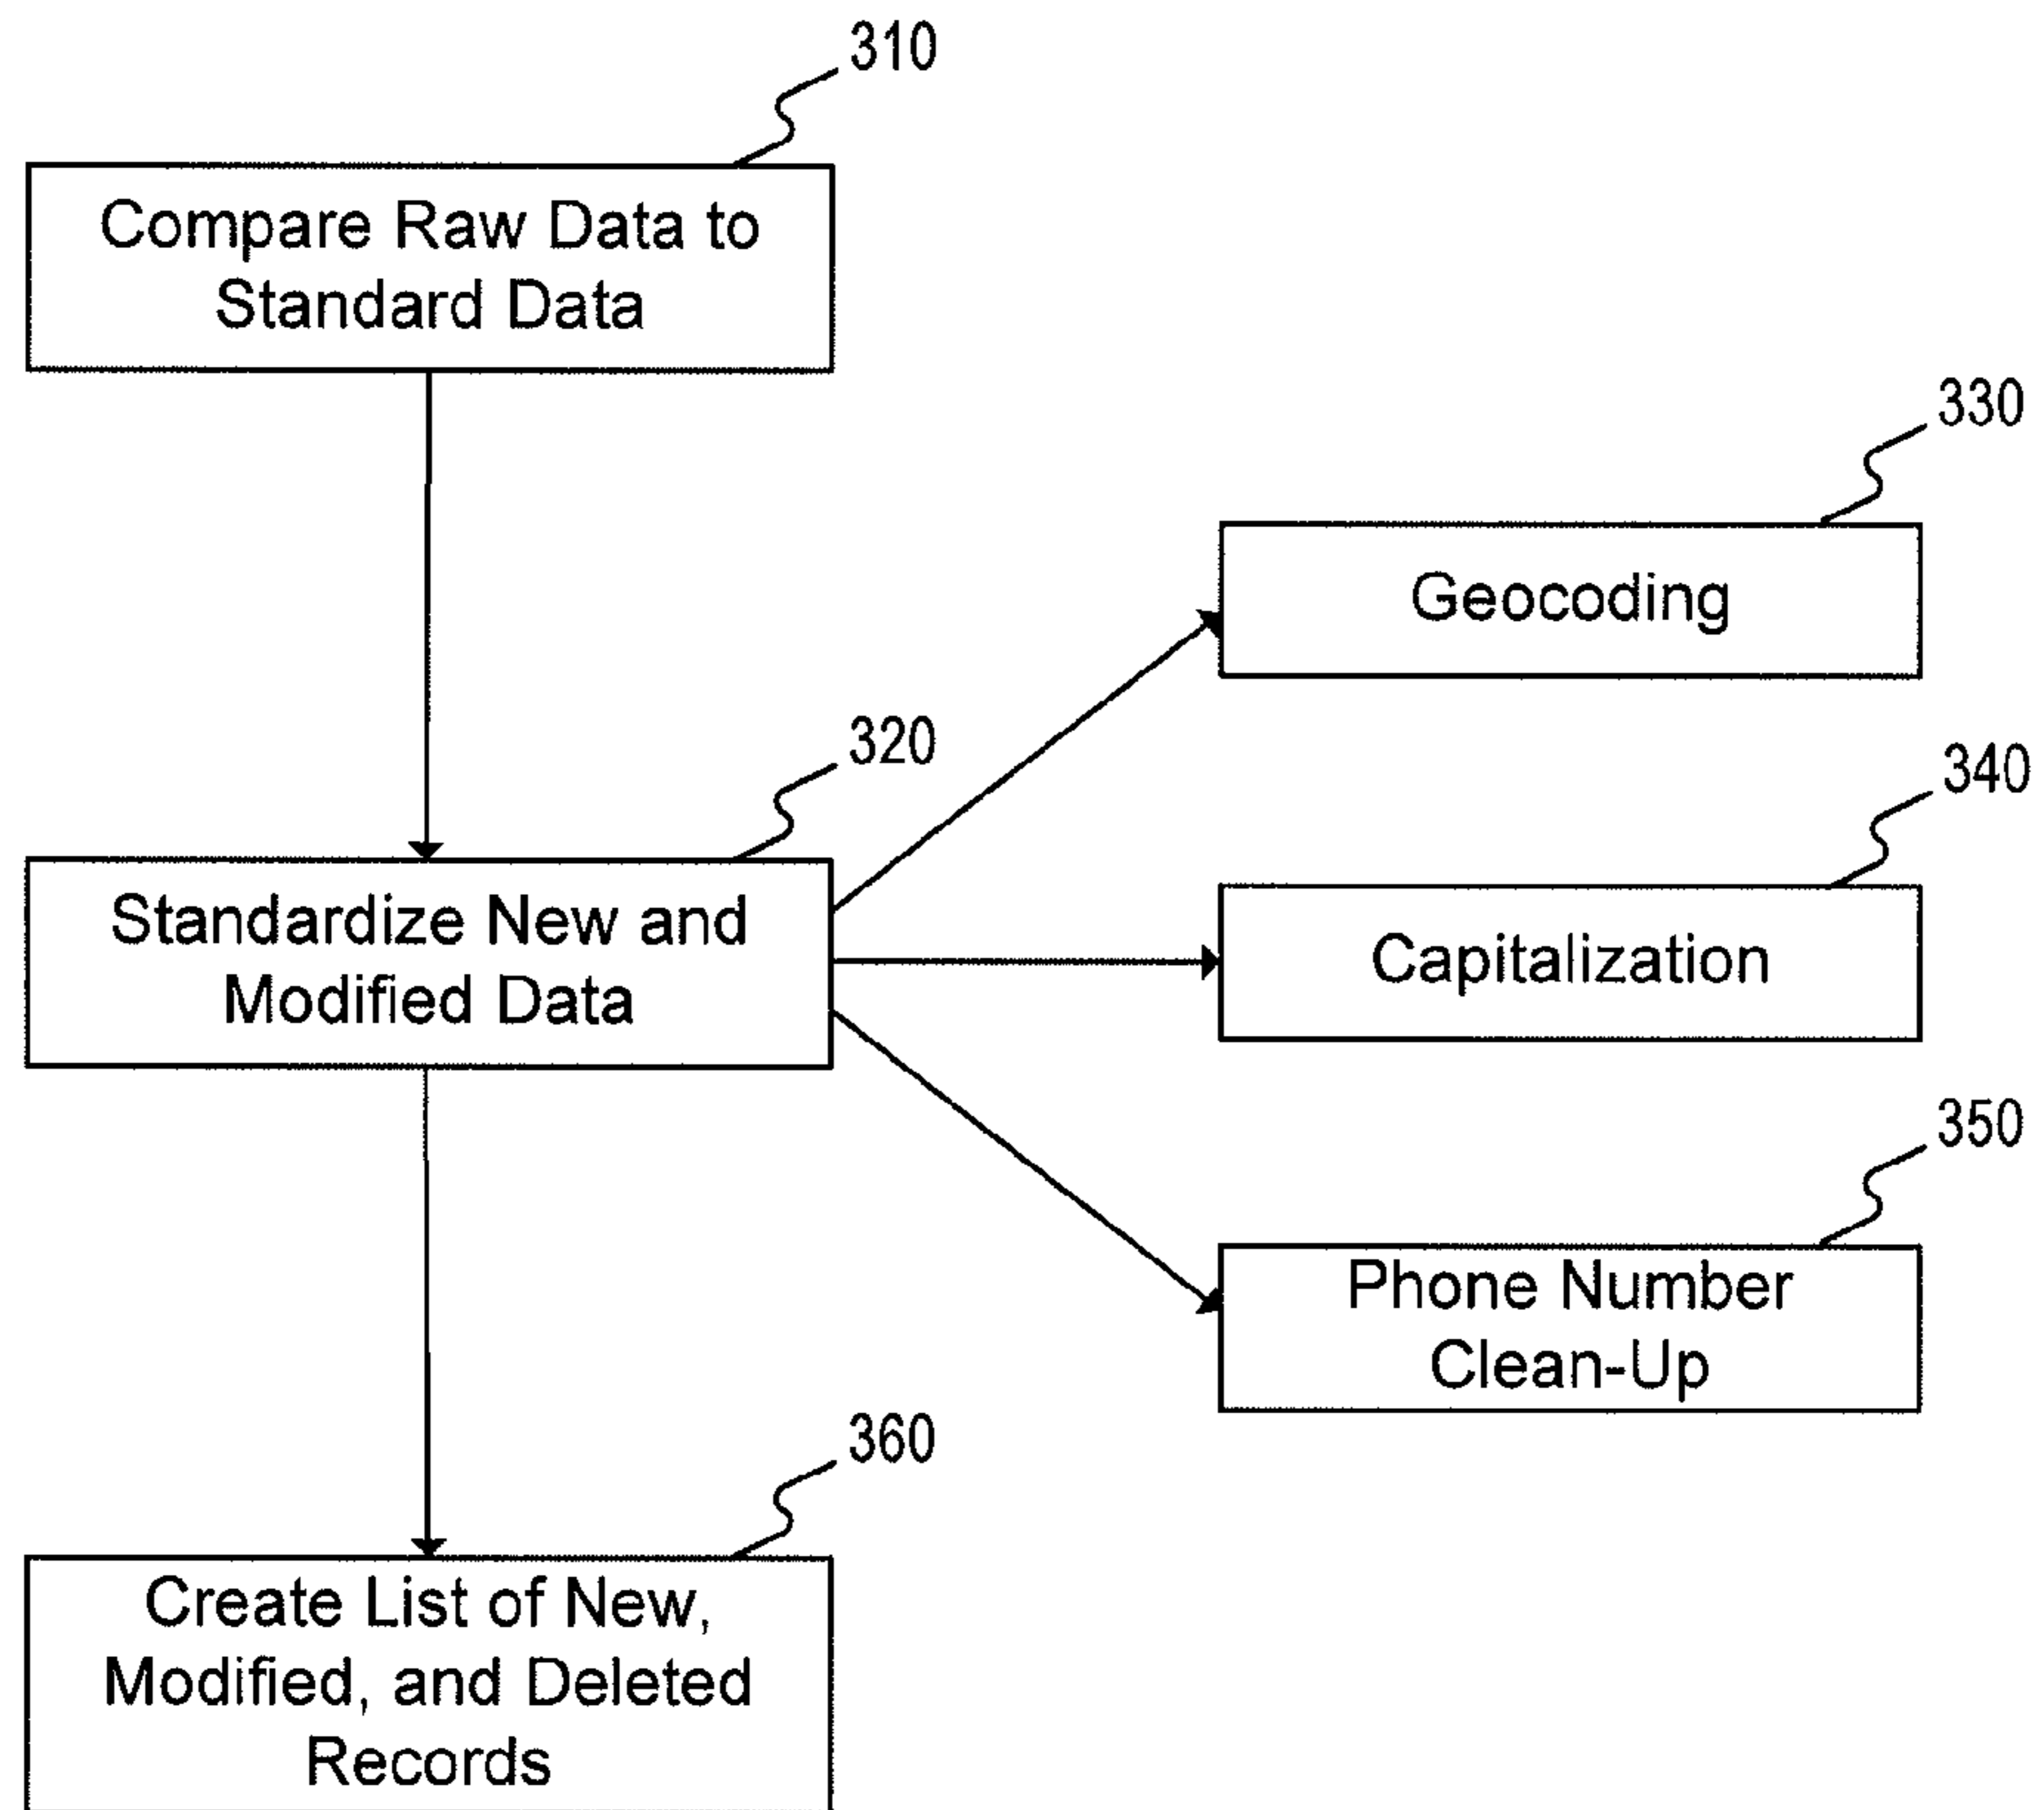 310
Compare Raw Data to
Standard Data
330
Geocoding
320
340
Standardize New and
Modified Data
Capitalization
350
Phone Number
Clean-Up
360
Create List of New,
Modified, and Deleted
Records